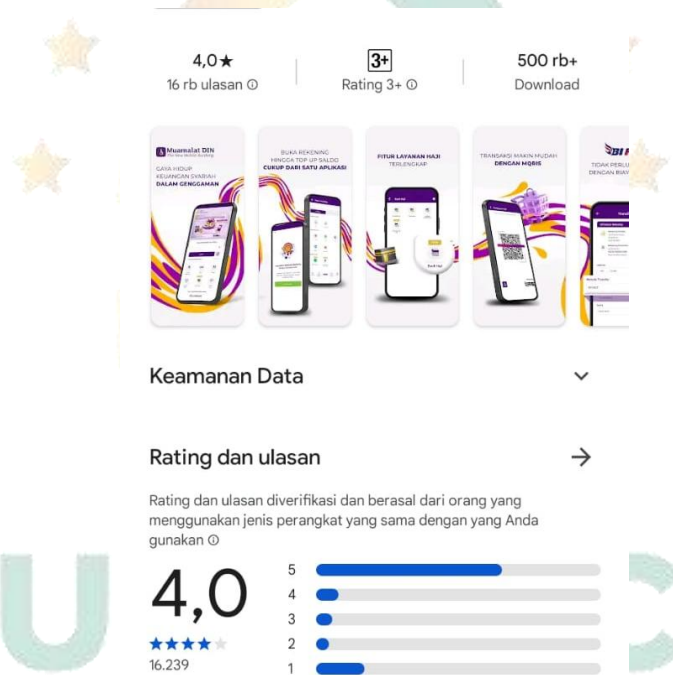 4,0★
16 rb ulasan
3+
Rating 3+
500 rb+
Download
Muamalat DIN
GAYA HIDUP
KEUANGAN SYARIAH
DALAM GENGGAMAN
BUKA REKENING
HINGGA TOP UP SALDO
CUKUP DARI SATU APLIKASI
FITUR LAYANAN HAJI
TERLENGKAP
TRANSAKSI MAKIN MUDAH
DENGAN MQRIS
BI
TIDAK PERLU
DENGAN
Keamanan Data
Rating dan ulasan
Rating dan ulasan diverifikasi dan berasal dari orang yang
menggunakan jenis perangkat yang sama dengan yang Anda
gunakan
4,0
16.239
5
4
3
2
1
U